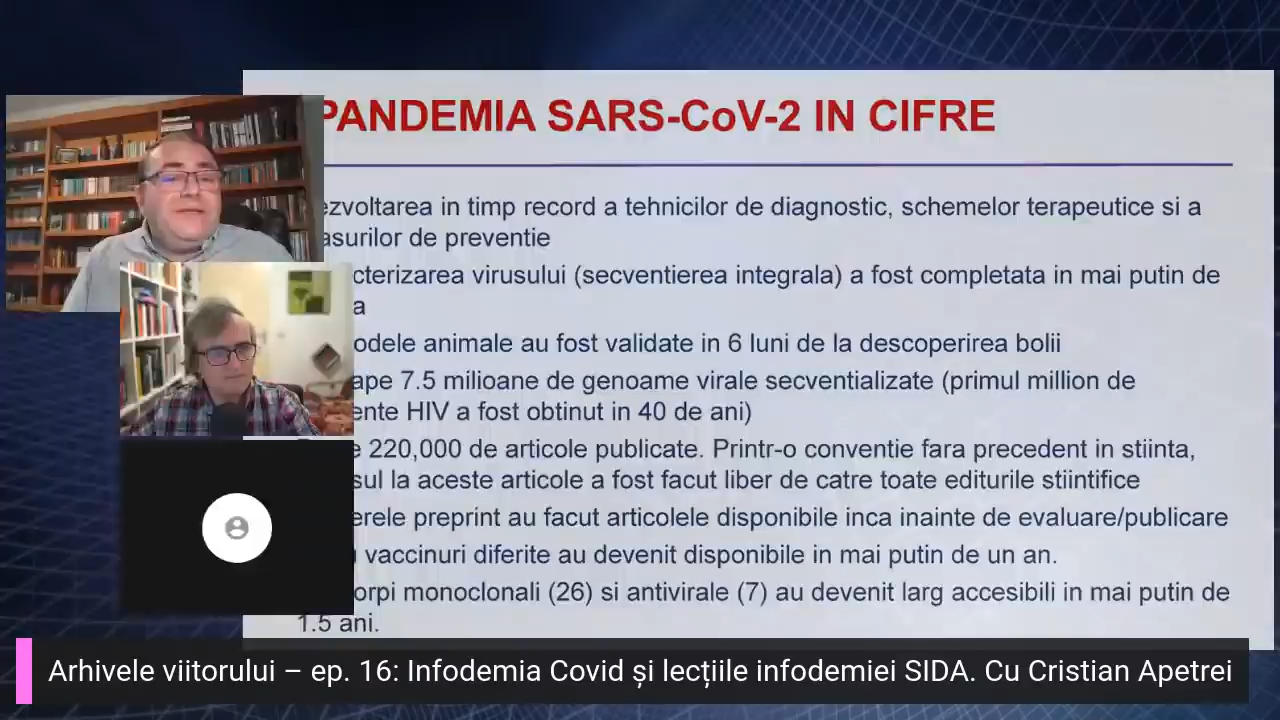 PANDEMIA SARS-CoV-2 IN CIFRE
ezvoltarea in timp record a tehnicilor de diagnostic, schemelor terapeutice si a
asurilor de preventie
cterizarea virusului (secventierea integrala) a fost completata in mai putin de
a
odele animale au fost validate in 6 luni de la descoperirea bolii
ape 7.5 milioane de genoame virale secventializate (primul million de
ente HIV a fost obtinut in 40 de ani)
e 220,000 de articole publicate. Printr-o conventie fara precedent in stiinta,
sul la aceste articole a fost facut liber de catre toate editurile stiintifice
erele preprint au facut articolele disponibile inca inainte de evaluare/publicare
vaccinuri diferite au devenit disponibile in mai putin de un an.
orpi monoclonali (26) si antivirale (7) au devenit larg accesibili in mai putin de
1.5 ani.
Arhivele viitorului – ep. 16: Infodemia Covid și lecțiile infodemiei SIDA. Cu Cristian Apetrei